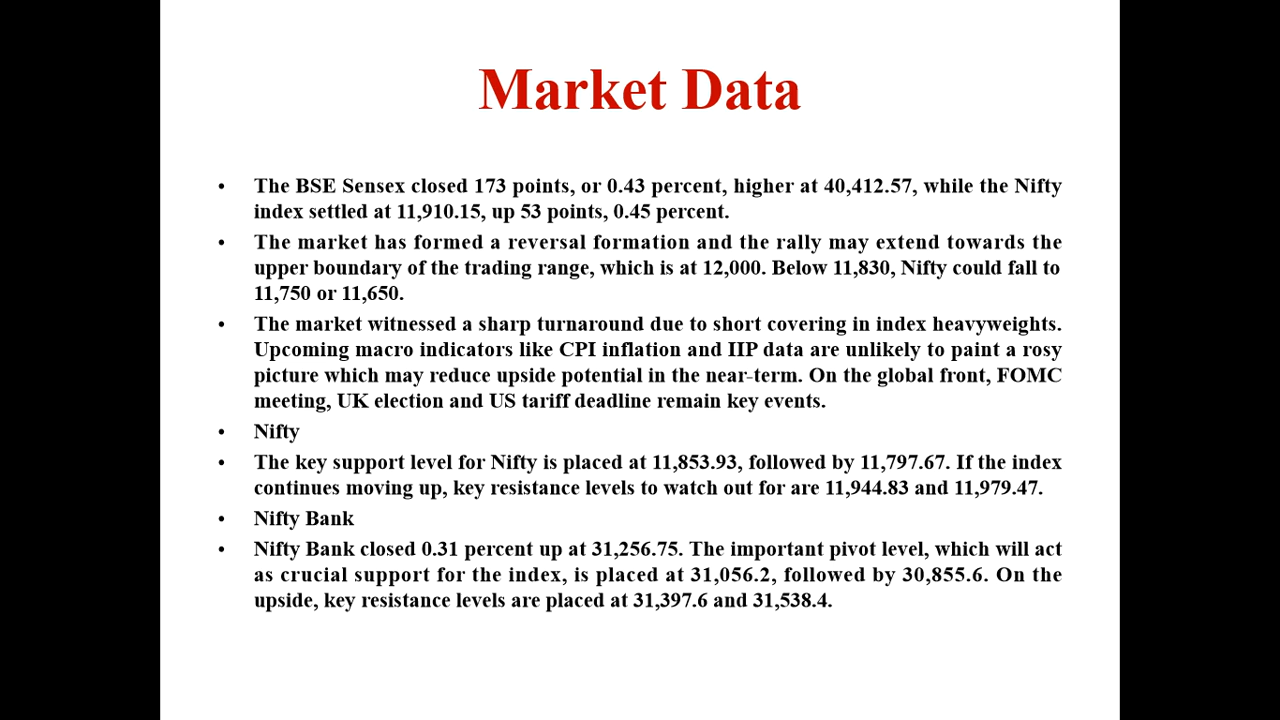 Market Data
• The BSE Sensex closed 173 points, or 0.43 percent, higher at 40,412.57, while the Nifty
index settled at 11,910.15, up 53 points, 0.45 percent.
• The market has formed a reversal formation and the rally may extend towards the
upper boundary of the trading range, which is at 12,000. Below 11,830, Nifty could fall to
11,750 or 11,650.
• The market witnessed a sharp turnaround due to short covering in index heavyweights.
Upcoming macro indicators like CPI inflation and IIP data are unlikely to paint a rosy
picture which may reduce upside potential in the near-term. On the global front, FOMC
meeting, UK election and US tariff deadline remain key events.
• Nifty
• The key support level for Nifty is placed at 11,853.93, followed by 11,797.67. If the index
continues moving up, key resistance levels to watch out for are 11,944.83 and 11,979.47.
• Nifty Bank
• Nifty Bank closed 0.31 percent up at 31,256.75. The important pivot level, which will act
as crucial support for the index, is placed at 31,056.2, followed by 30,855.6. On the
upside, key resistance levels are placed at 31,397.6 and 31,538.4.